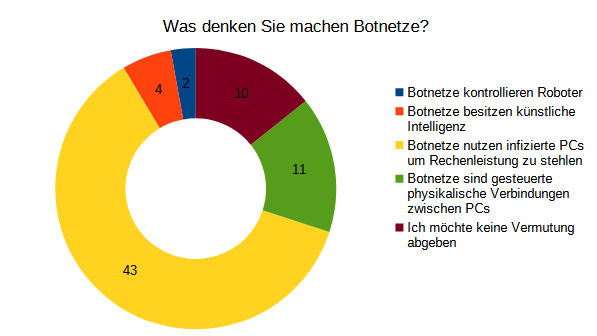 Was denken Sie machen Botnetze?
2
4
10
11
43
Botnetze kontrollieren Roboter
Botnetze besitzen künstliche
Intelligenz
Botnetze nutzen infizierte PCs
um Rechenleistung zu stehlen
Botnetze sind gesteuerte
physikalische Verbindungen
zwischen PCs
Ich möchte keine Vermutung
abgeben